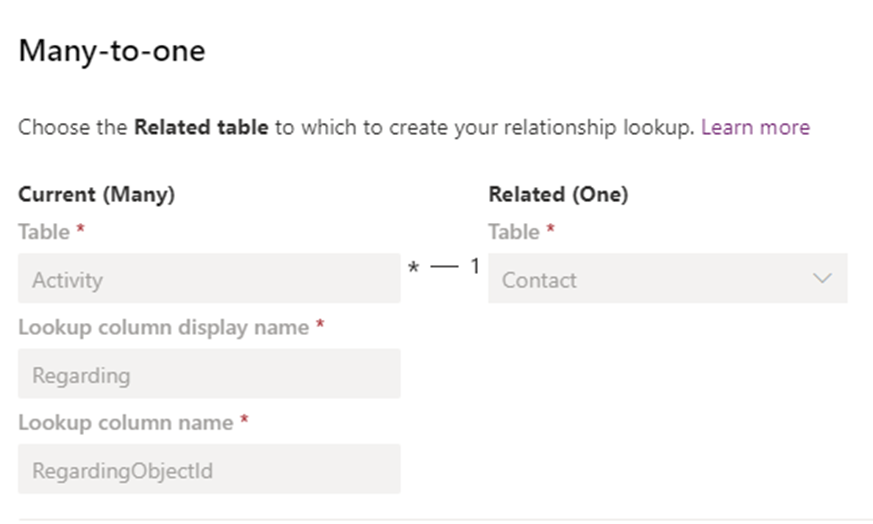 Many-to-one
Choose the Related table to which to create your relationship lookup. Learn more
Current (Many)
Related (One)
Table *
Table *
Activity
* — 1
Contact
Lookup column display name *
Regarding
Lookup column name *
RegardingObjectId